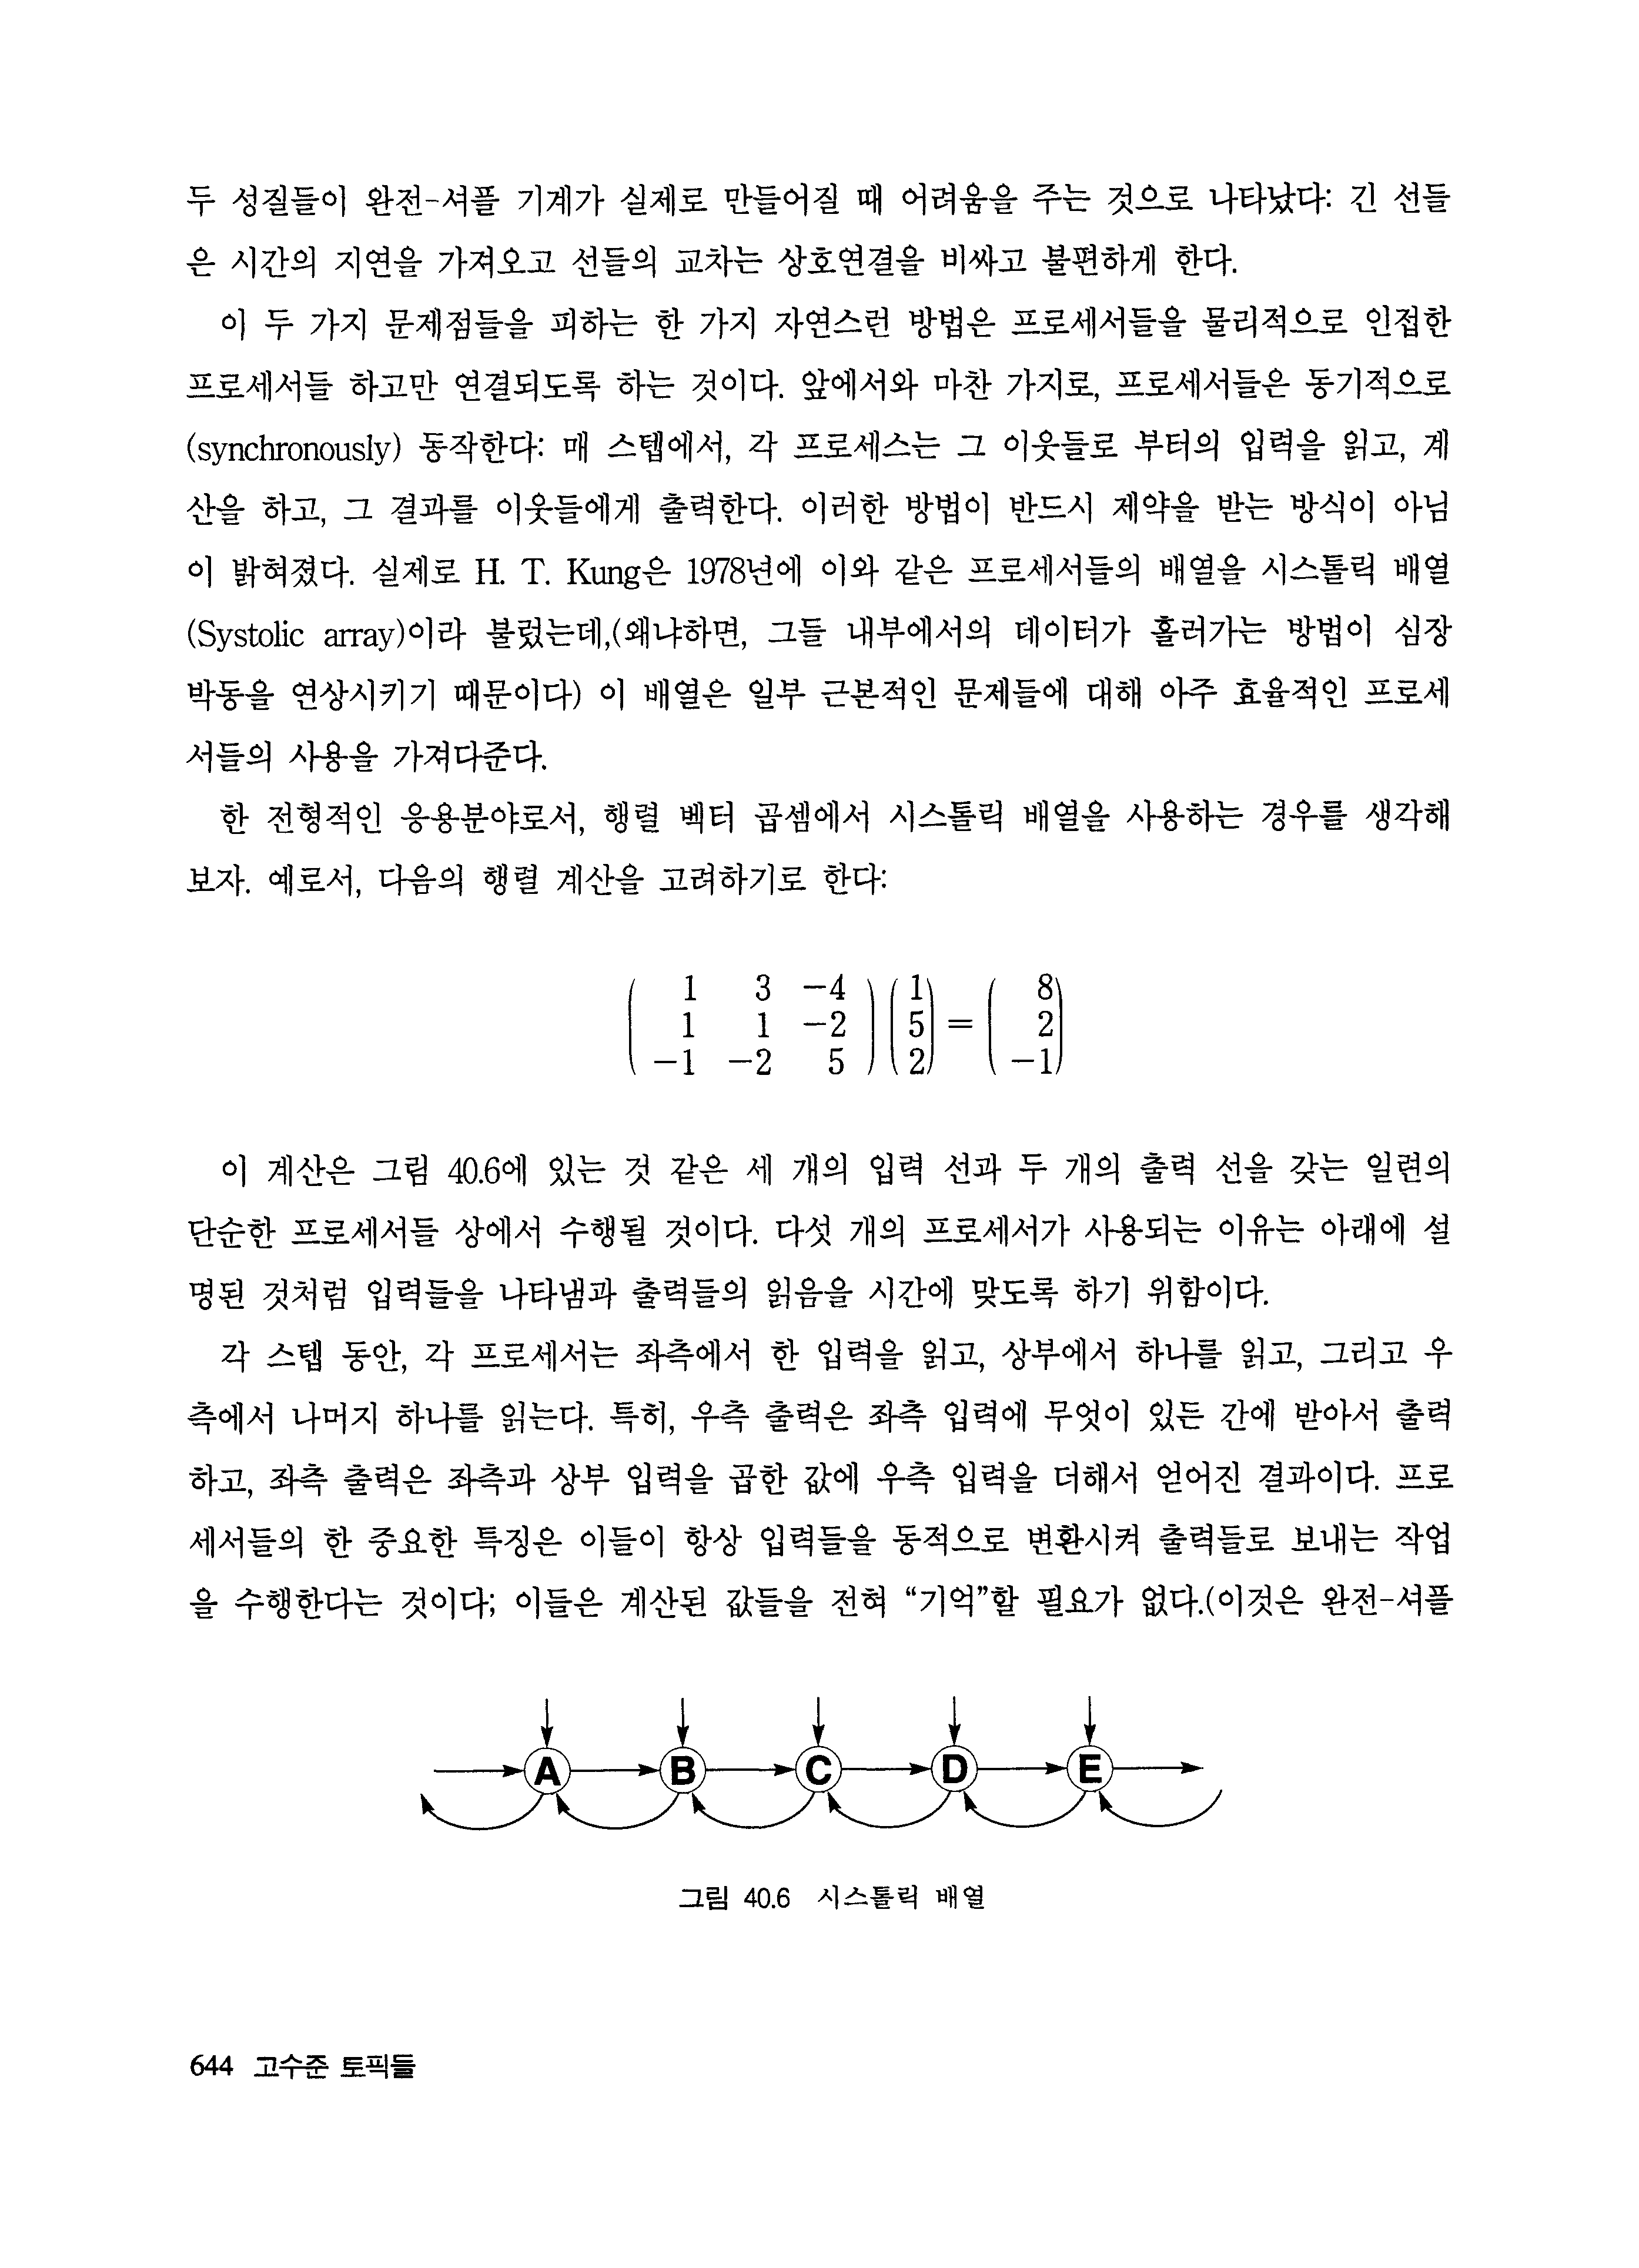 두 성질들이 완전-셔플 기계가 실제로 만들어질 때 어려움을 주는 것으로 나타났다: 긴 선들
은 시간의 지연을 가져오고 선들의 교차는 상호연결을 비싸고 불편하게 한다.
이 두 가지 문제점들을 피하는 한 가지 자연스런 방법은 프로세서들을 물리적으로 인접한
프로세서들 하고만 연결되도록 하는 것이다. 앞에서와 마찬 가지로, 프로세서들은 동기적으로
(synchronously) 동작한다: 매 스텝에서, 각 프로세스는 그 이웃들로 부터의 입력을 읽고, 계
산을 하고, 그 결과를 이웃들에게 출력한다. 이러한 방법이 반드시 제약을 받는 방식이 아님
이 밝혀졌다. 실제로 H. T. Kung은 1978년에 이와 같은 프로세서들의 배열을 시스톨릭 배열
(Systolic array)이라 불렀는데,(왜냐하면, 그들 내부에서의 데이터가 흘러가는 방법이 심장
박동을 연상시키기 때문이다) 이 배열은 일부 근본적인 문제들에 대해 아주 효율적인 프로세
서들의 사용을 가져다준다.
한 전형적인 응용분야로서, 행렬 벡터 곱셈에서 시스톨릭 배열을 사용하는 경우를 생각해
보자. 예로서, 다음의 행렬 계산을 고려하기로 한다:
( 1 3 -4 ) ( 1 ) ( 8 )
( 1 1 -2 ) ( 5 ) = ( 2 )
( -1 -2 5 ) ( 2 ) ( -1 )
이 계산은 그림 40.6에 있는 것 같은 세 개의 입력 선과 두 개의 출력 선을 갖는 일련의
단순한 프로세서들 상에서 수행될 것이다. 다섯 개의 프로세서가 사용되는 이유는 아래에 설
명된 것처럼 입력들을 나타냄과 출력들의 읽음을 시간에 맞도록 하기 위함이다.
각 스텝 동안, 각 프로세서는 좌측에서 한 입력을 읽고, 상부에서 하나를 읽고, 그리고 우
측에서 나머지 하나를 읽는다. 특히, 우측 출력은 좌측 입력에 무엇이 있든 간에 받아서 출력
하고, 좌측 출력은 좌측과 상부 입력을 곱한 값에 우측 입력을 더해서 얻어진 결과이다. 프로
세서들의 한 중요한 특징은 이들이 항상 입력들을 동적으로 변환시켜 출력들로 보내는 작업
을 수행한다는 것이다; 이들은 계산된 값들을 전혀 “기억”할 필요가 없다.(이것은 완전-셔플
A B C D E
그림 40.6 시스톨릭 배열
644 고수준 토픽들